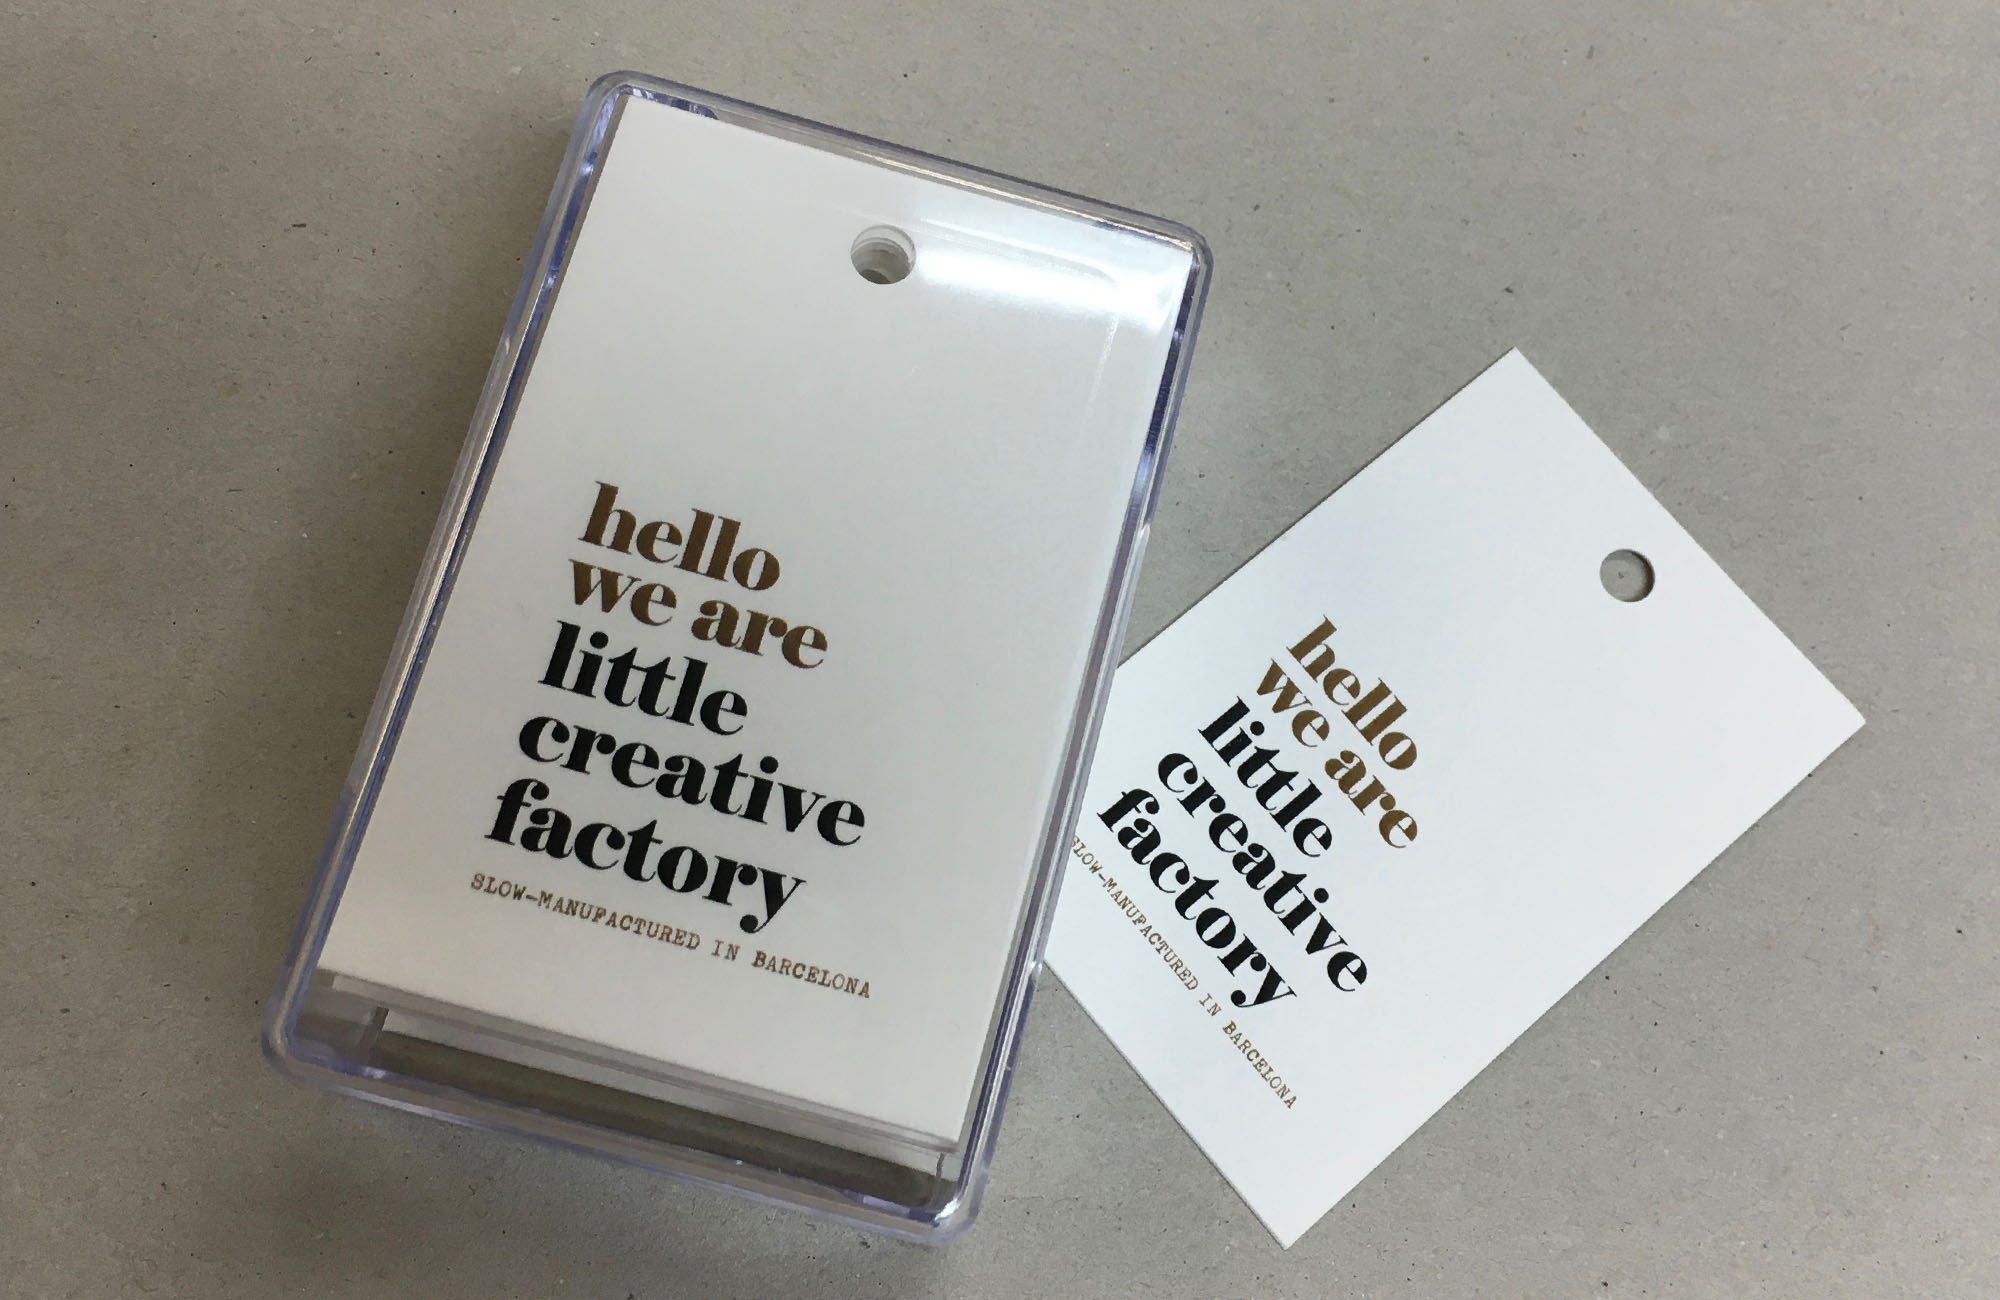 hello
we are
little
creative
factory
SLOW-MANUFACTURED IN BARCELONA
hello
we are
little
creative
factory
SLOW-MANUFACTURED IN BARCELONA